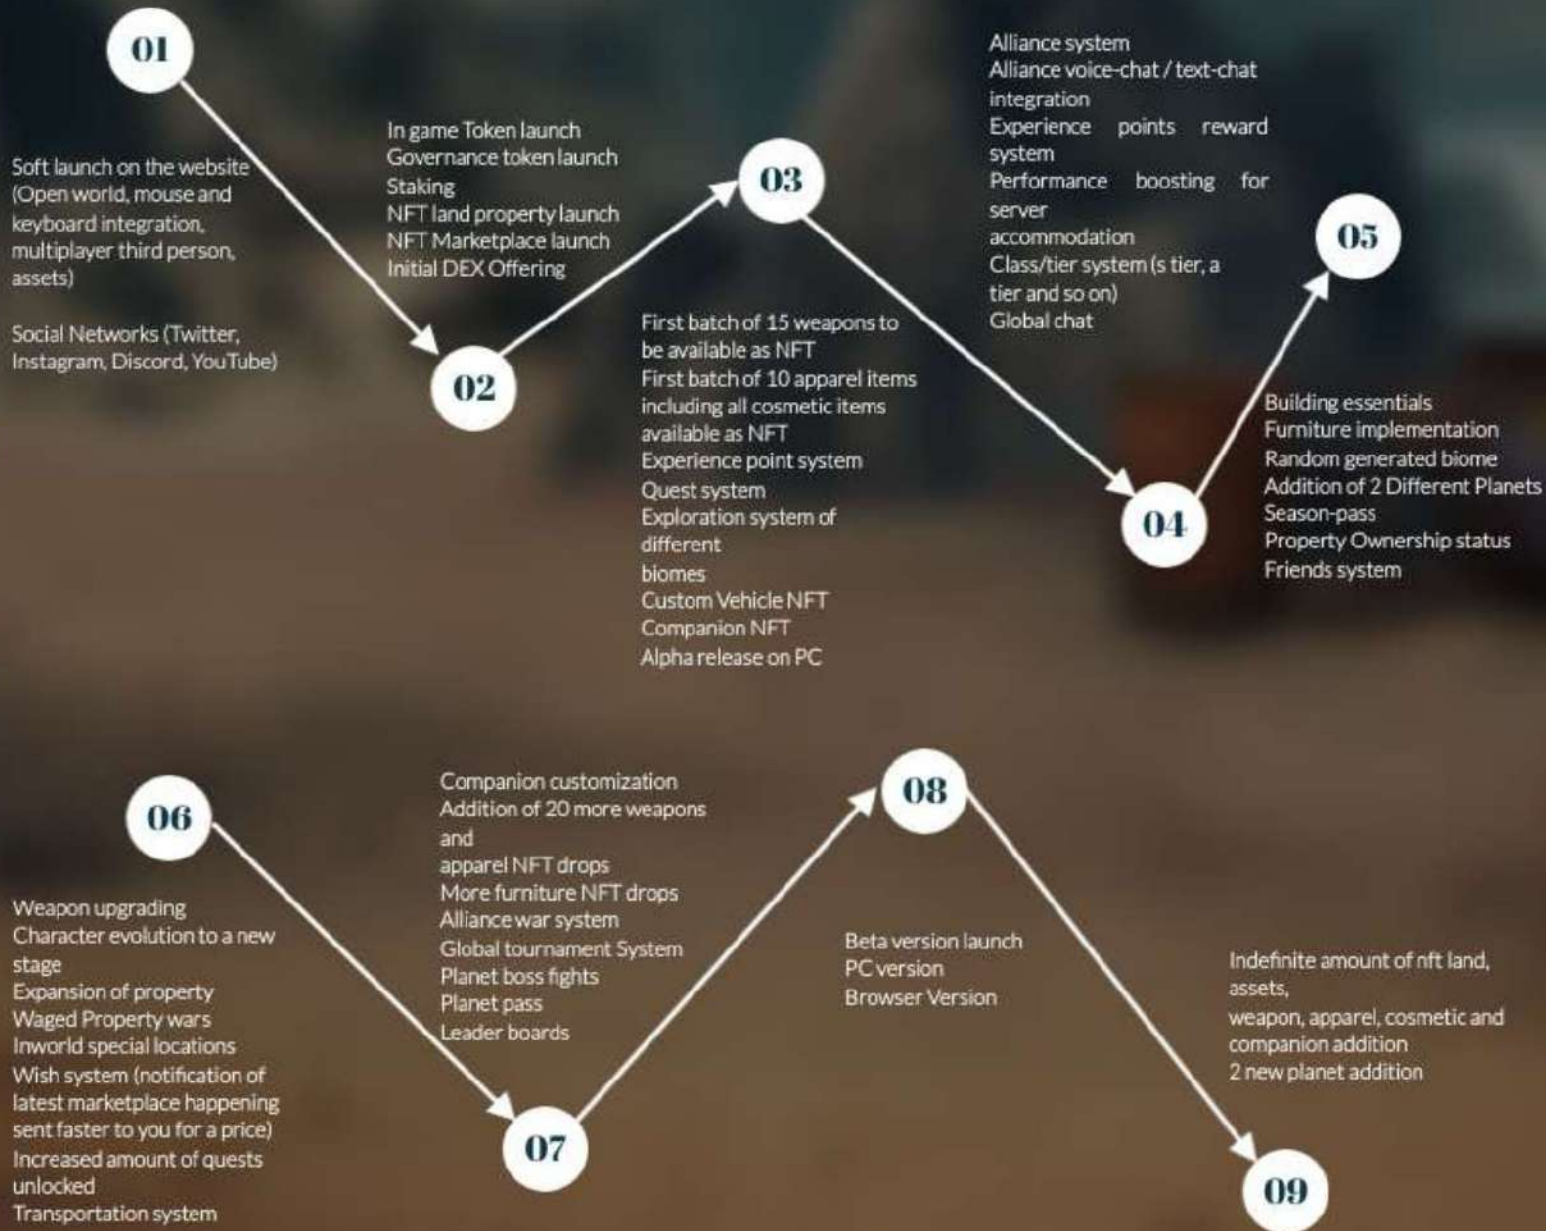 01
Soft launch on the website
(Open world, mouse and
keyboard integration,
multiplayer third person,
assets)
Social Networks (Twitter,
Instagram, Discord, YouTube)
02
In game Token launch
Governance token launch
Staking
NFT land property launch
NFT Marketplace launch
Initial DEX Offering
03
First batch of 15 weapons to
be available as NFT
First batch of 10 apparel items
including all cosmetic items
available as NFT
Experience point system
Quest system
Exploration system of
different
biomes
Custom Vehicle NFT
Companion NFT
Alpha release on PC
04
Alliance system
Alliance voice-chat / text-chat
integration
Experience points reward
system
Performance boosting for
server
accommodation
Class/tier system (s tier, a
tier and so on)
Global chat
05
Building essentials
Furniture implementation
Random generated biome
Addition of 2 Different Planets
Season-pass
Property Ownership status
Friends system
06
Weapon upgrading
Character evolution to a new
stage
Expansion of property
Waged Property wars
Inworld special locations
Wish system (notification of
latest marketplace happening
sent faster to you for a price)
Increased amount of quests
unlocked
Transportation system
07
Companion customization
Addition of 20 more weapons
and
apparel NFT drops
More furniture NFT drops
Alliance war system
Global tournament System
Planet boss fights
Planet pass
Leader boards
08
Beta version launch
PC version
Browser Version
09
Indefinite amount of nft land,
assets,
weapon, apparel, cosmetic and
companion addition
2 new planet addition